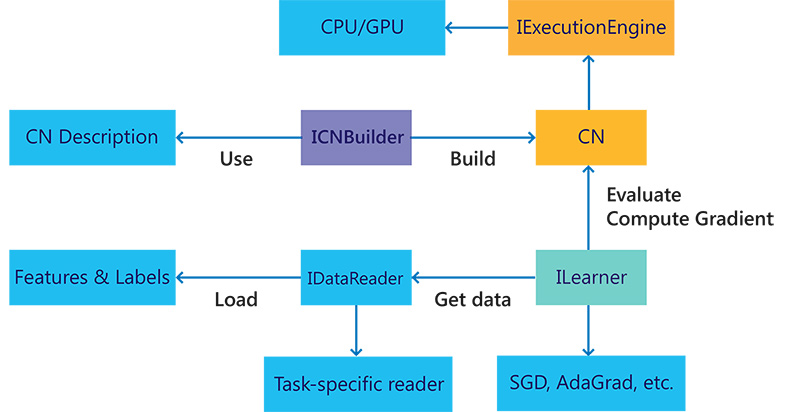 CPU/GPU
IExecutionEngine
CN Description
Use
ICNBuilder
Build
CN
Evaluate
Compute Gradient
Features & Labels
Load
IDataReader
Get data
ILearner
Task-specific reader
SGD, AdaGrad, etc.